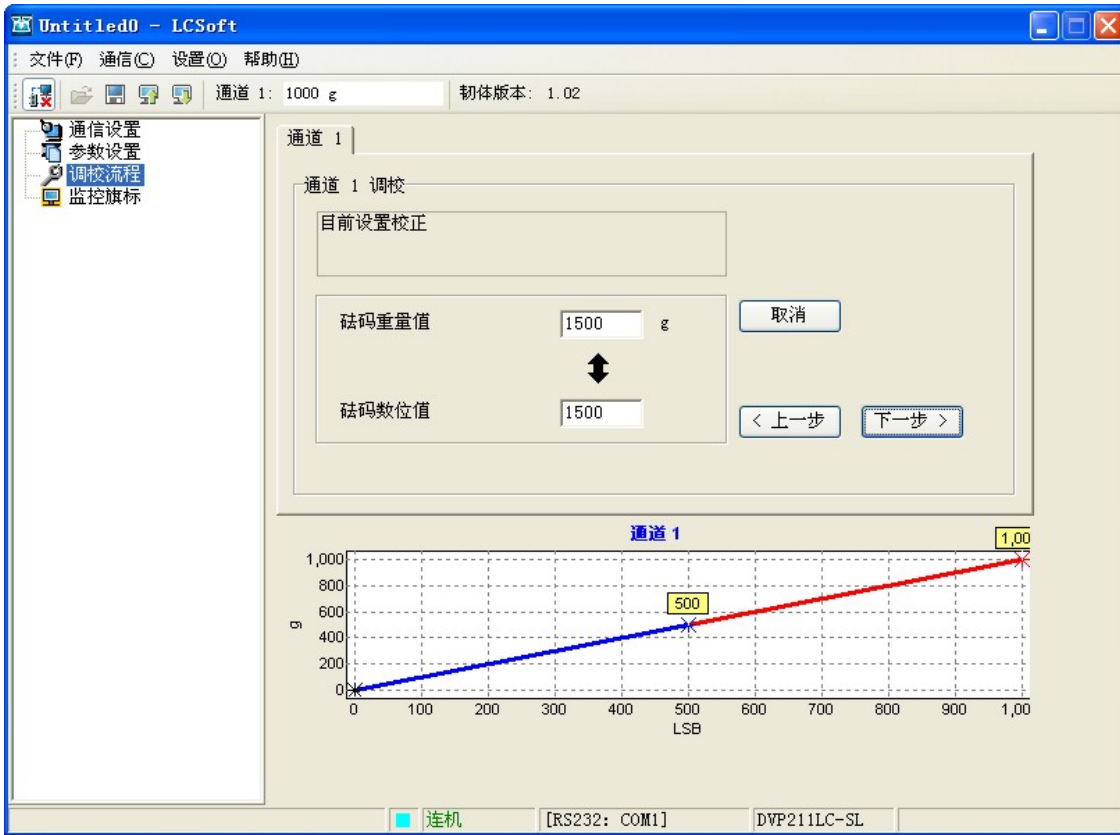 Untitled0 - LCSoft
文件(F) 通信(C) 设置(O) 帮助(H)
通道 1: 1000 g 韧体版本: 1.02
通信设置
参数设置
调校流程
监控旗标
通道 1
通道 1 调校
目前设置校正
砝码重量值 1500 g
取消
砝码数位值 1500
< 上一步 下一步 >
通道 1
1,00
500
g
1,000
800
600
400
200
0
0 100 200 300 400 500 600 700 800 900 1,00
LSB
连机 [RS232: COM1] DVP211LC-SL